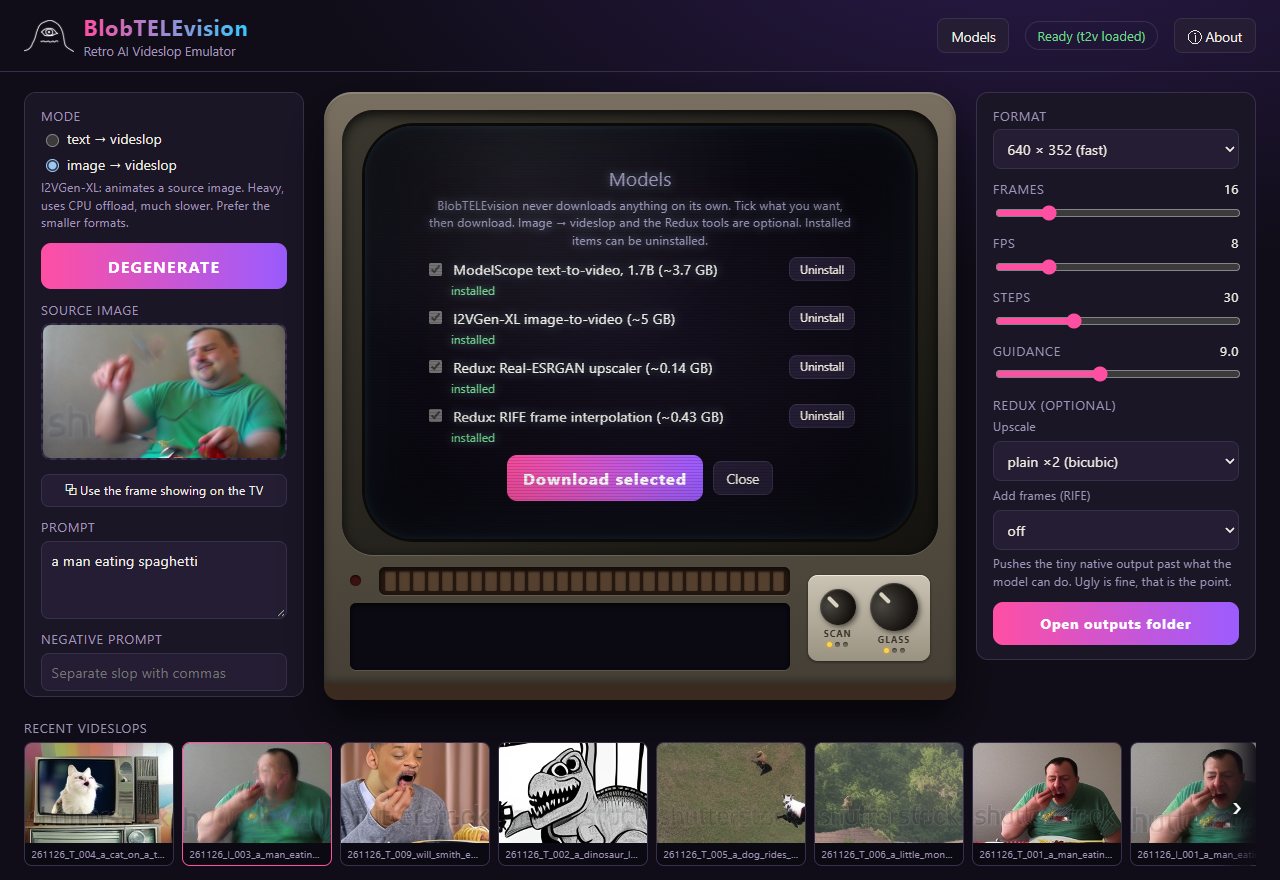 BlobTELEvision
Retro AI Videslop Emulator
Models
Ready (t2v loaded)
ⓘ About
MODE
text → videslop
image → videslop
I2VGen-XL: animates a source image. Heavy,
uses CPU offload, much slower. Prefer the
smaller formats.
DEGENERATE
SOURCE IMAGE
shu
Use the frame showing on the TV
PROMPT
a man eating spaghetti
NEGATIVE PROMPT
Separate slop with commas
Models
BlobTELEvision never downloads anything on its own. Tick what you want,
then download. Image → videslop and the Redux tools are optional. Installed
items can be uninstalled.
ModelScope text-to-video, 1.7B (~3.7 GB)
Uninstall
installed
I2VGen-XL image-to-video (~5 GB)
Uninstall
installed
Redux: Real-ESRGAN upscaler (~0.14 GB)
Uninstall
installed
Redux: RIFE frame interpolation (~0.43 GB)
Uninstall
installed
Download selected
Close
SCAN
GLASS
FORMAT
640 × 352 (fast)
FRAMES 16
FPS 8
STEPS 30
GUIDANCE 9.0
REDUX (OPTIONAL)
Upscale
plain ×2 (bicubic)
Add frames (RIFE)
off
Pushes the tiny native output past what the
model can do. Ugly is fine, that is the point.
Open outputs folder
RECENT VIDESLOPS
261126_T_004_a_cat_on_a_t...
261126_I_003_a_man_eatin...
261126_T_009_will_smith_e...
261126_T_002_a_dinosaur_l...
261126_T_005_a_dog_rides_...
261126_T_006_a_little_mon...
261126_T_001_a_man_eatin...
261126_I_001_a_man_eatin